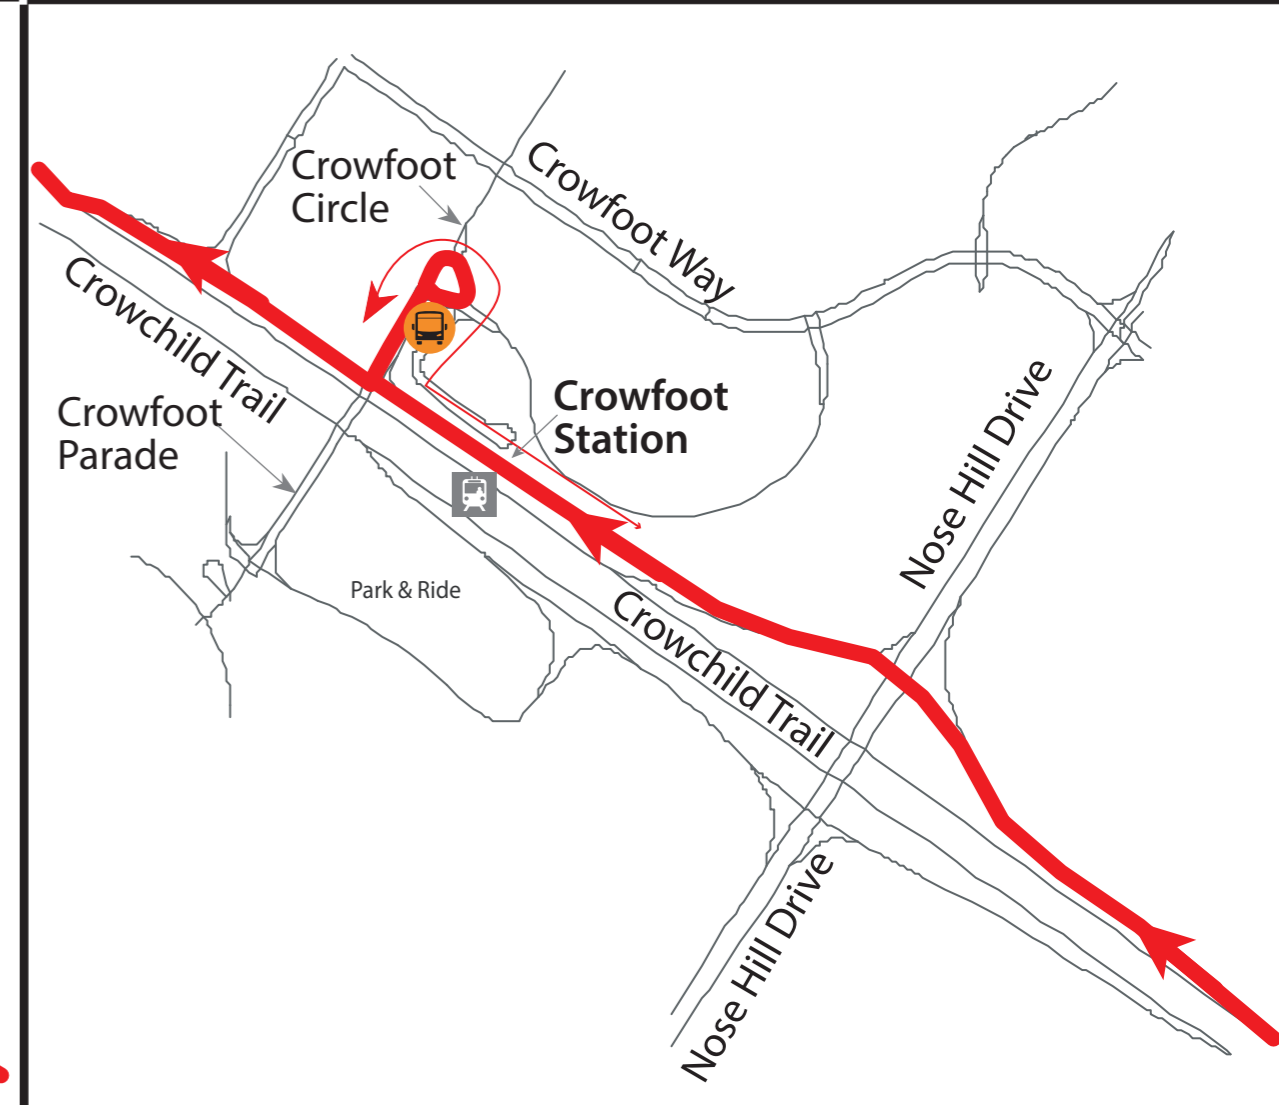 Crowfoot
Circle
Crowfoot Way
Crowchild Trail
Crowfoot
Parade
Crowfoot
Station
Nose Hill Drive
Park & Ride
Crowchild Trail
Nose Hill Drive